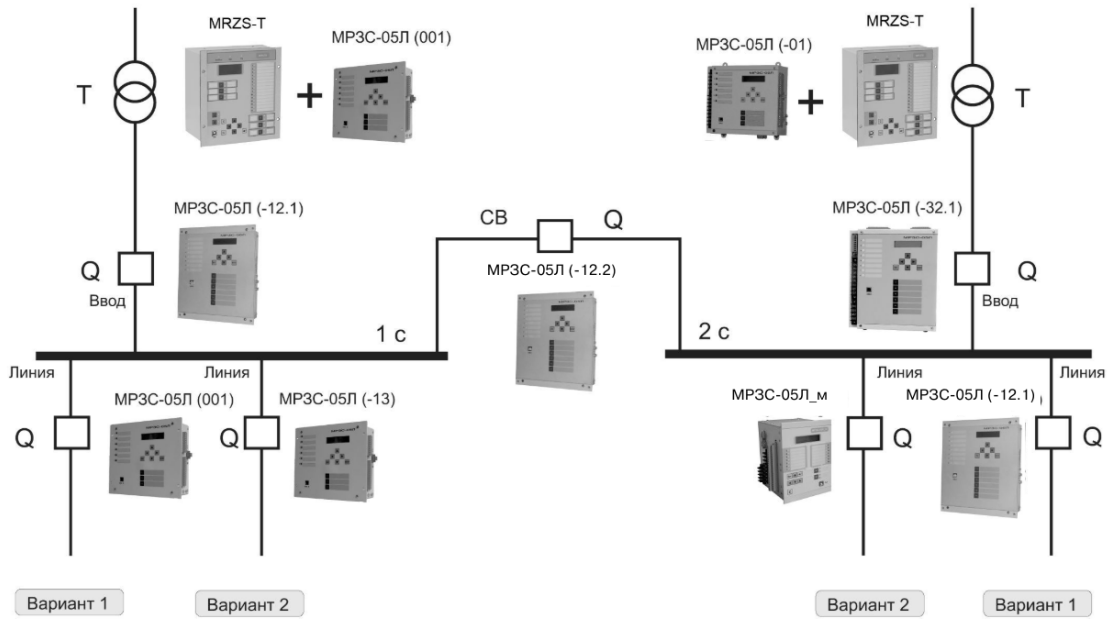 MRZS-T
МРЗС-05Л (001)
МРЗС-05Л (-01)
MRZS-T
T
T
МРЗС-05Л (-12.1)
СВ
Q
МРЗС-05Л (-32.1)
Q
МРЗС-05Л (-12.2)
Q
Ввод
Ввод
1 с
2 с
Линия
Линия
Линия
Линия
МРЗС-05Л (001)
МРЗС-05Л (-13)
МРЗС-05Л_м
МРЗС-05Л (-12.1)
Q
Q
Q
Q
Вариант 1
Вариант 2
Вариант 2
Вариант 1